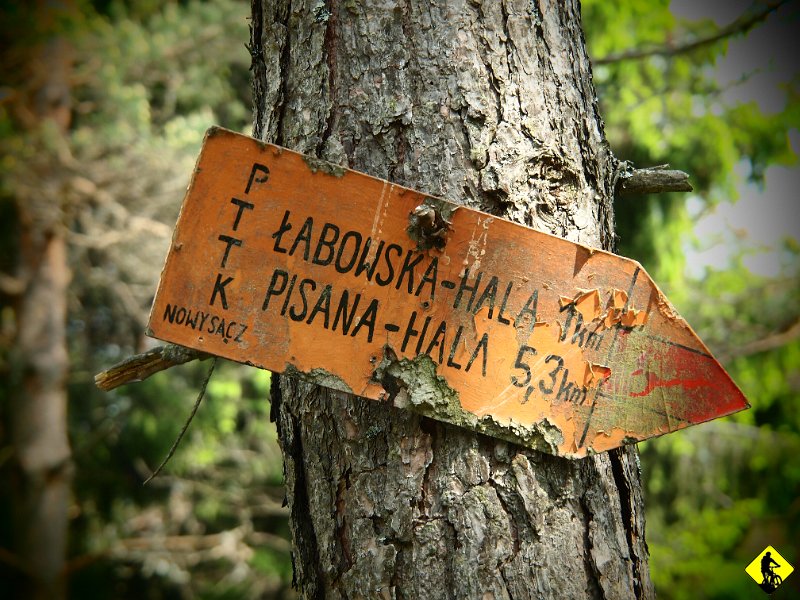 PTTK
NOWY SĄCZ
ŁABOWSKA-HALA 1km
PISANA-HALA 5,3km